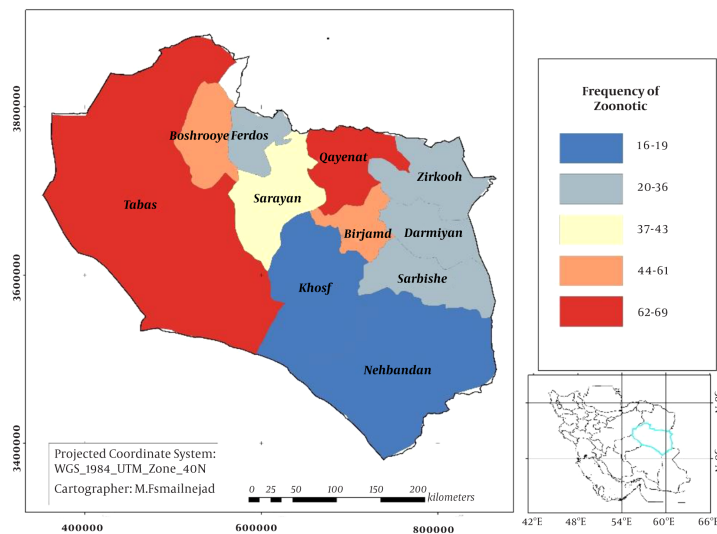 3800000
3600000
3400000
Boshrooye
Ferdos
Qayenat
Zirkooh
Tabas
Sarayan
Birjamd
Darmiyan
Khosf
Sarbishe
Nehbandan
Projected Coordinate System:
WGS_1984_UTM_Zone_40N
Cartographer: M.Fsmailnejad
0 25 50 100 150 200
kilometers
400000 600000 800000
Frequency of
Zoonotic
16-19
20-36
37-43
44-61
62-69
42°E 48°E 54°E 60°E 66°E